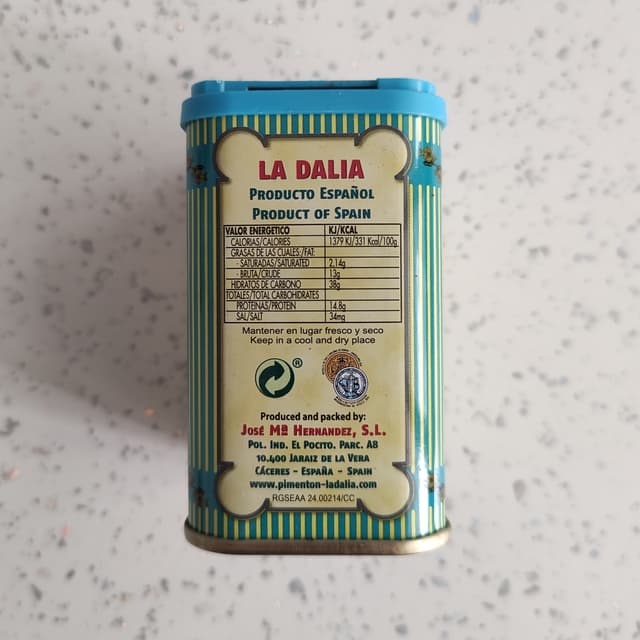 LA DALIA
PRODUCTO ESPAÑOL
PRODUCT OF SPAIN
VALOR ENERGETICO KJ/KCAL
CALORIAS/CALORIES 1379 KJ/331 Kcal/100g
GRASAS DE LAS CUALES/FAT:
- SATURADAS/SATURATED 2,14g
- BRUTA/CRUDE 13g
HIDRATOS DE CARBONO 38g
TOTALES/TOTAL CARBOHIDRATES
PROTEINAS/PROTEIN 14,8g
SAL/SALT 34mg
Mantener en lugar fresco y seco
Keep in a cool and dry place
®
Produced and packed by:
JOSÉ Mª HERNANDEZ, S.L.
POL. IND. EL POCITO. PARC. A8
10.400 JARAIZ DE LA VERA
CÁCERES - ESPAÑA - SPAIN
www.pimenton-ladalia.com
RGSEAA 24.00214/CC